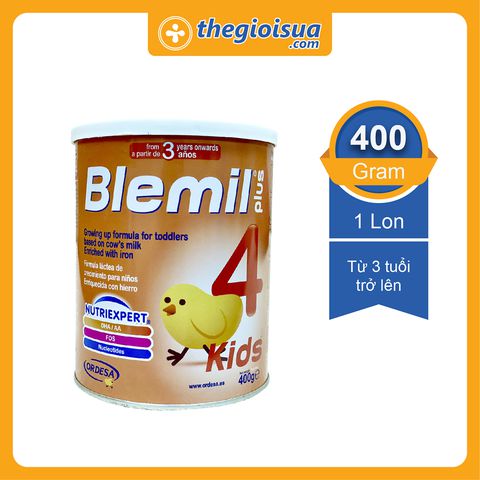 thegioisua
.com
from 3 years onwards
a partir de 3 años
Blemil plus
4
Growing up formula for toddlers
based on cow's milk
Enriched with iron
Fórmula láctea de
crecimiento para niños
Enriquecida con hierro
NUTRIEXPERT®
DHA / AA
FOS
Nucleotides
ORDESA
Kids
www.ordesa.es
400g e
400
Gram
1 Lon
Từ 3 tuổi
trở lên